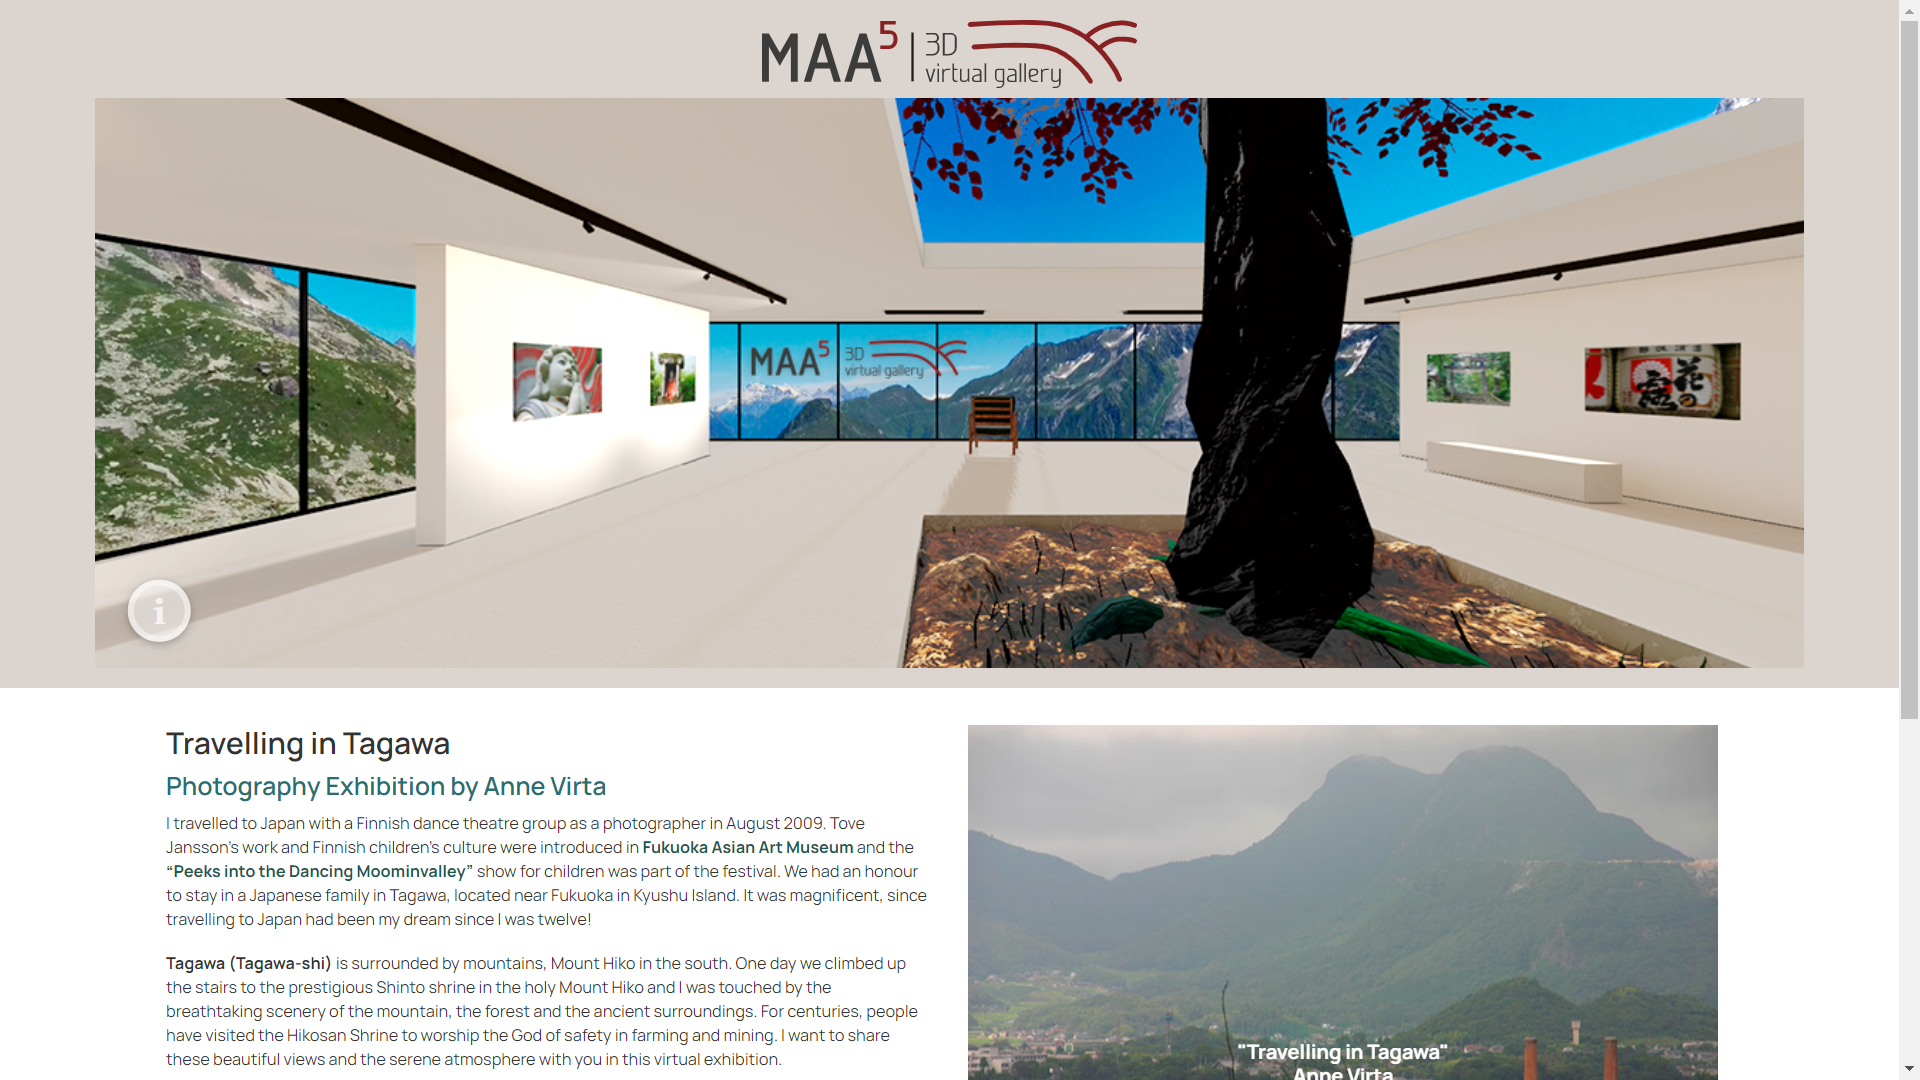 MAA5 | 3D
virtual gallery
MAA5 3D
virtual gallery
花の
露
i
Travelling in Tagawa
Photography Exhibition by Anne Virta
I travelled to Japan with a Finnish dance theatre group as a photographer in August 2009. Tove
Jansson's work and Finnish children's culture were introduced in Fukuoka Asian Art Museum and the
“Peeks into the Dancing Moominvalley” show for children was part of the festival. We had an honour
to stay in a Japanese family in Tagawa, located near Fukuoka in Kyushu Island. It was magnificent, since
travelling to Japan had been my dream since I was twelve!
Tagawa (Tagawa-shi) is surrounded by mountains, Mount Hiko in the south. One day we climbed up
the stairs to the prestigious Shinto shrine in the holy Mount Hiko and I was touched by the
breathtaking scenery of the mountain, the forest and the ancient surroundings. For centuries, people
have visited the Hikosan Shrine to worship the God of safety in farming and mining. I want to share
these beautiful views and the serene atmosphere with you in this virtual exhibition.
"Travelling in Tagawa"
Anne Virta